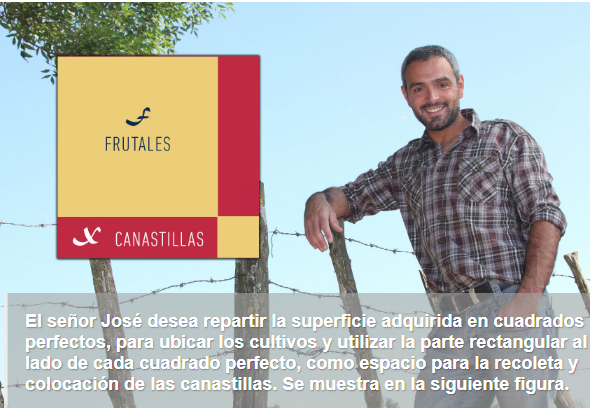 f
FRUTALES
x CANASTILLAS
El señor José desea repartir la superficie adquirida en cuadrados
perfectos, para ubicar los cultivos y utilizar la parte rectangular al
lado de cada cuadrado perfecto, como espacio para la recoleta y
colocación de las canastillas. Se muestra en la siguiente figura.